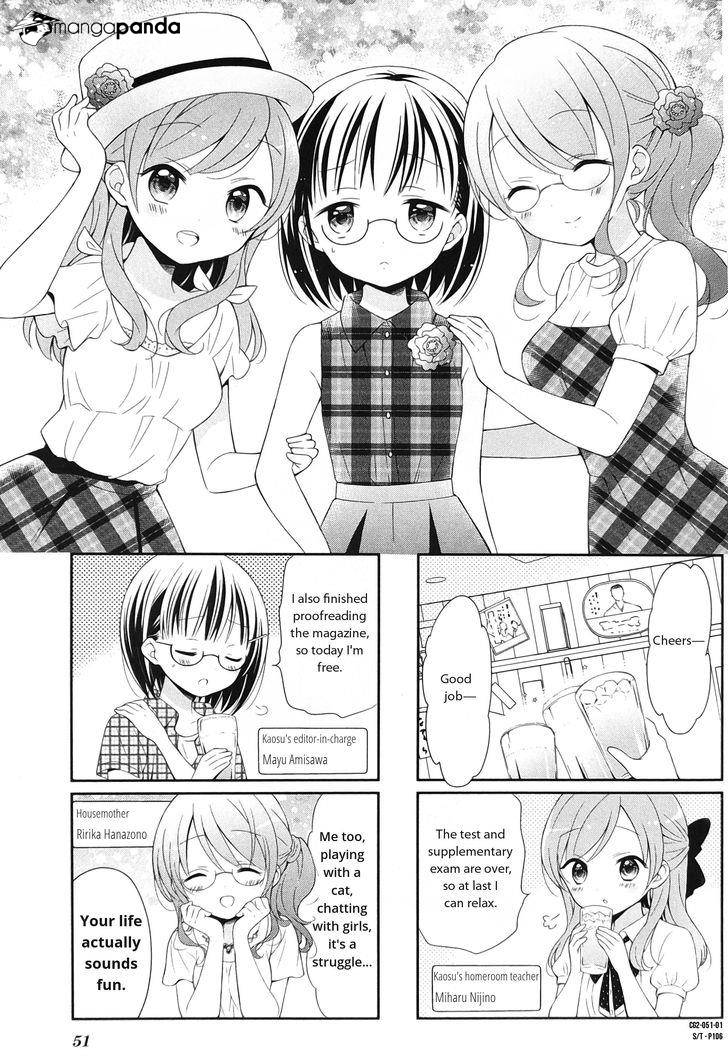 mangapanda
Cheers—
Good
job—
The test and
supplementary
exam are over,
so at last I
can relax.
Kaosu's homeroom teacher
Miharu Nijino
I also finished
proofreading
the magazine,
so today I'm
free.
Kaosu's editor-in-charge
Mayu Amisawa
Housemother
Ririka Hanazono
Me too,
playing
with a
cat,
chatting
with girls,
it's a
struggle...
Your life
actually
sounds
fun.
51
CG2-051-01
S/T - P106